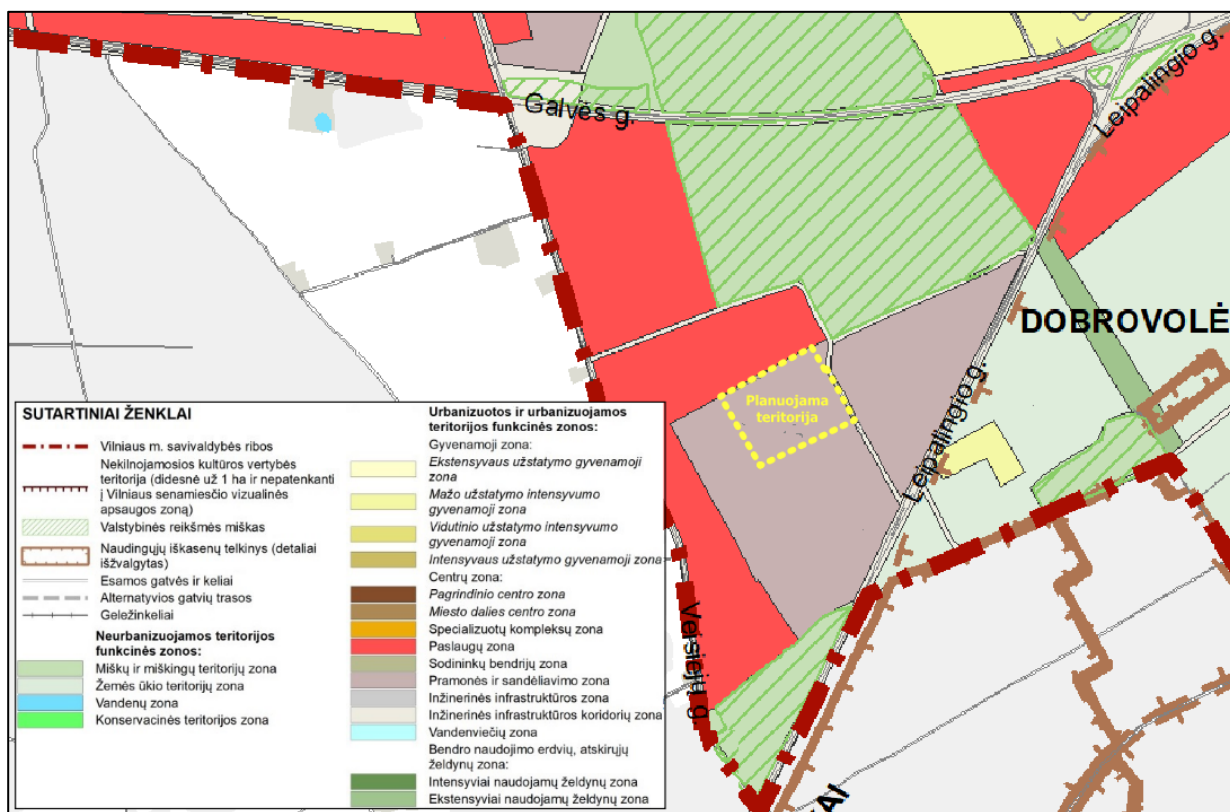 Galvės g.
Leipalingio g.
DOBROVOLĖ
Planuojama
teritorija
Leipalingio g.
Veisiejų g.
SUTARTINIAI ŽENKLAI
Vilniaus m. savivaldybės ribos
Nekilnojamosios kultūros vertybės
teritorija (didesnė už 1 ha ir nepatenkanti
į Vilniaus senamiesčio vizualinės
apsaugos zoną)
Valstybinės reikšmės miškas
Naudingųjų iškasenų telkinys (detaliai
išžvalgytas)
Esamos gatvės ir keliai
Alternatyvios gatvių trasos
Geležinkeliai
Neurbanizuojamos teritorijos
funkcinės zonos:
Miškų ir miškingų teritorijų zona
Žemės ūkio teritorijų zona
Vandenų zona
Konservacinės teritorijos zona
Urbanizuotos ir urbanizuojamos
teritorijos funkcinės zonos:
Gyvenamoji zona:
Ekstensyvaus užstatymo gyvenamoji
zona
Mažo užstatymo intensyvumo
gyvenamoji zona
Vidutinio užstatymo intensyvumo
gyvenamoji zona
Intensyvaus užstatymo gyvenamoji zona
Centrų zona:
Pagrindinio centro zona
Miesto dalies centro zona
Specializuotų kompleksų zona
Paslaugų zona
Sodininkų bendrijų zona
Pramonės ir sandėliavimo zona
Inžinerinės infrastruktūros zona
Inžinerinės infrastruktūros koridorių zona
Vandenviečių zona
Bendro naudojimo erdvių, atskirųjų
želdynų zona:
Intensyviai naudojamų želdynų zona
Ekstensyviai naudojamų želdynų zona